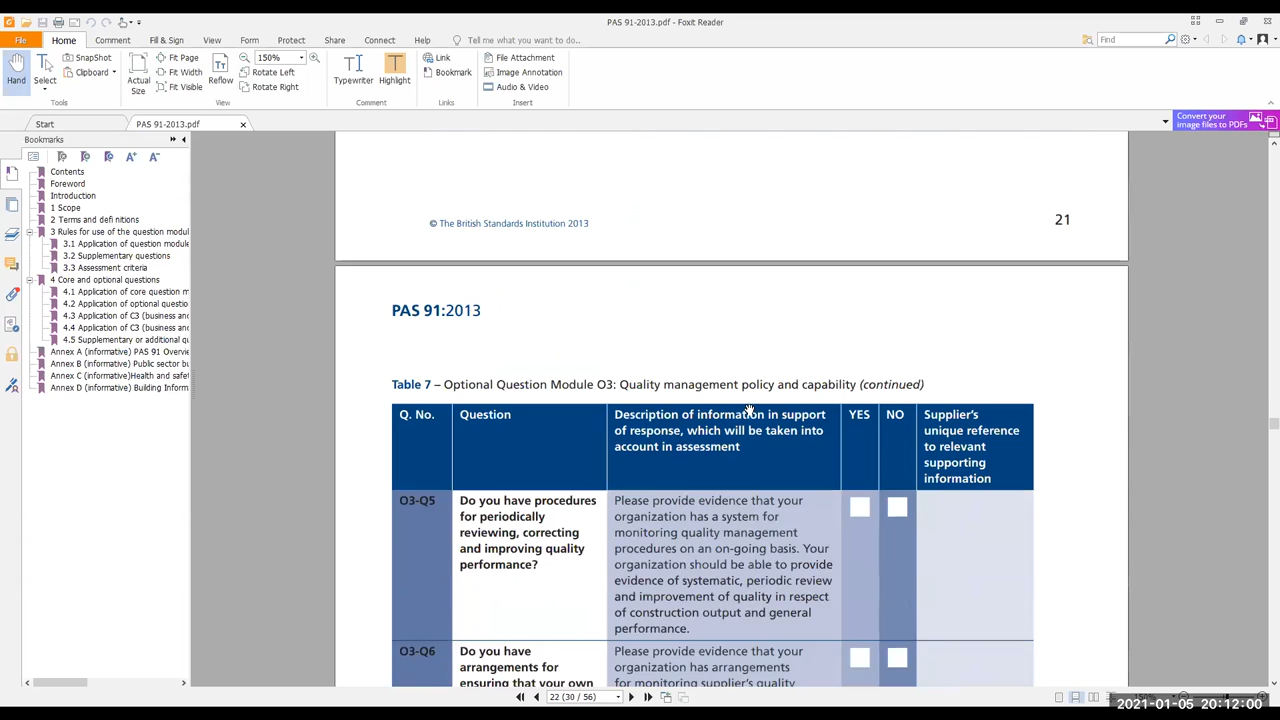 PAS 91-2013.pdf - Foxit Reader
File Home Comment Fill & Sign View Form Protect Share Connect Help Tell me what you want to do... Find
SnapShot Fit Page 150% Link File Attachment
Clipboard Fit Width Rotate Left Bookmark Image Annotation
Hand Select Actual Size Fit Visible Reflow Rotate Right Typewriter Highlight Audio & Video
Tools View Comment Links Insert
Start PAS 91-2013.pdf
Convert your
image files to PDFs
Bookmarks
Contents
Foreword
Introduction
1 Scope
2 Terms and defi nitions
3 Rules for use of the question modul
3.1 Application of question module
3.2 Supplementary questions
3.3 Assessment criteria
4 Core and optional questions
4.1 Application of core question m
4.2 Application of optional questio
4.3 Application of C3 (business and
4.4 Application of C3 (business and
4.5 Supplementary or additional qu
Annex A (informative) PAS 91 Overvie
Annex B (informative) Public sector bu
Annex C (informative)Health and safe
Annex D (informative) Building Inform
© The British Standards Institution 2013
21
PAS 91:2013
Table 7 – Optional Question Module O3: Quality management policy and capability (continued)
Q. No. Question Description of information in support YES NO Supplier's
of response, which will be taken into unique reference
account in assessment to relevant
supporting
information
O3-Q5 Do you have procedures Please provide evidence that your
for periodically organization has a system for
reviewing, correcting monitoring quality management
and improving quality procedures on an on-going basis. Your
performance? organization should be able to provide
evidence of systematic, periodic review
and improvement of quality in respect
of construction output and general
performance.
O3-Q6 Do you have Please provide evidence that your
arrangements for organization has arrangements
ensuring that your own for monitoring supplier's quality
22 (30 / 56)
2021-01-05 20:12:00